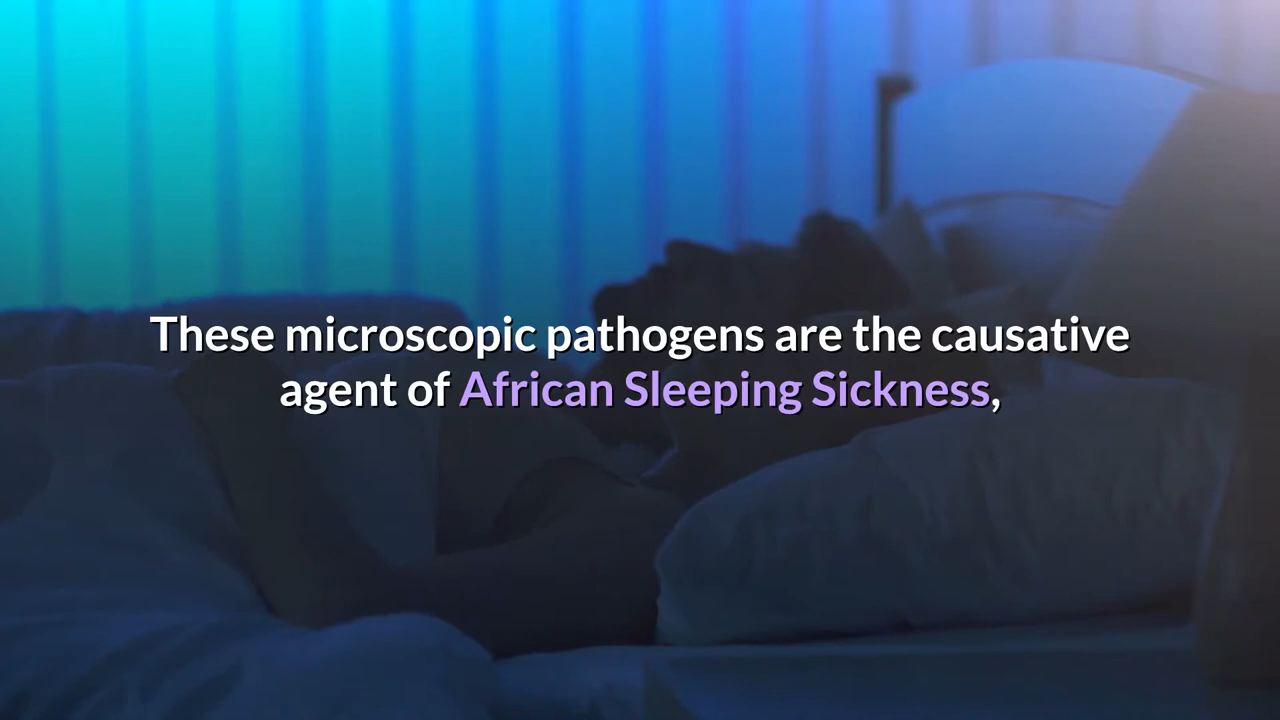 These microscopic pathogens are the causative
agent of African Sleeping Sickness,